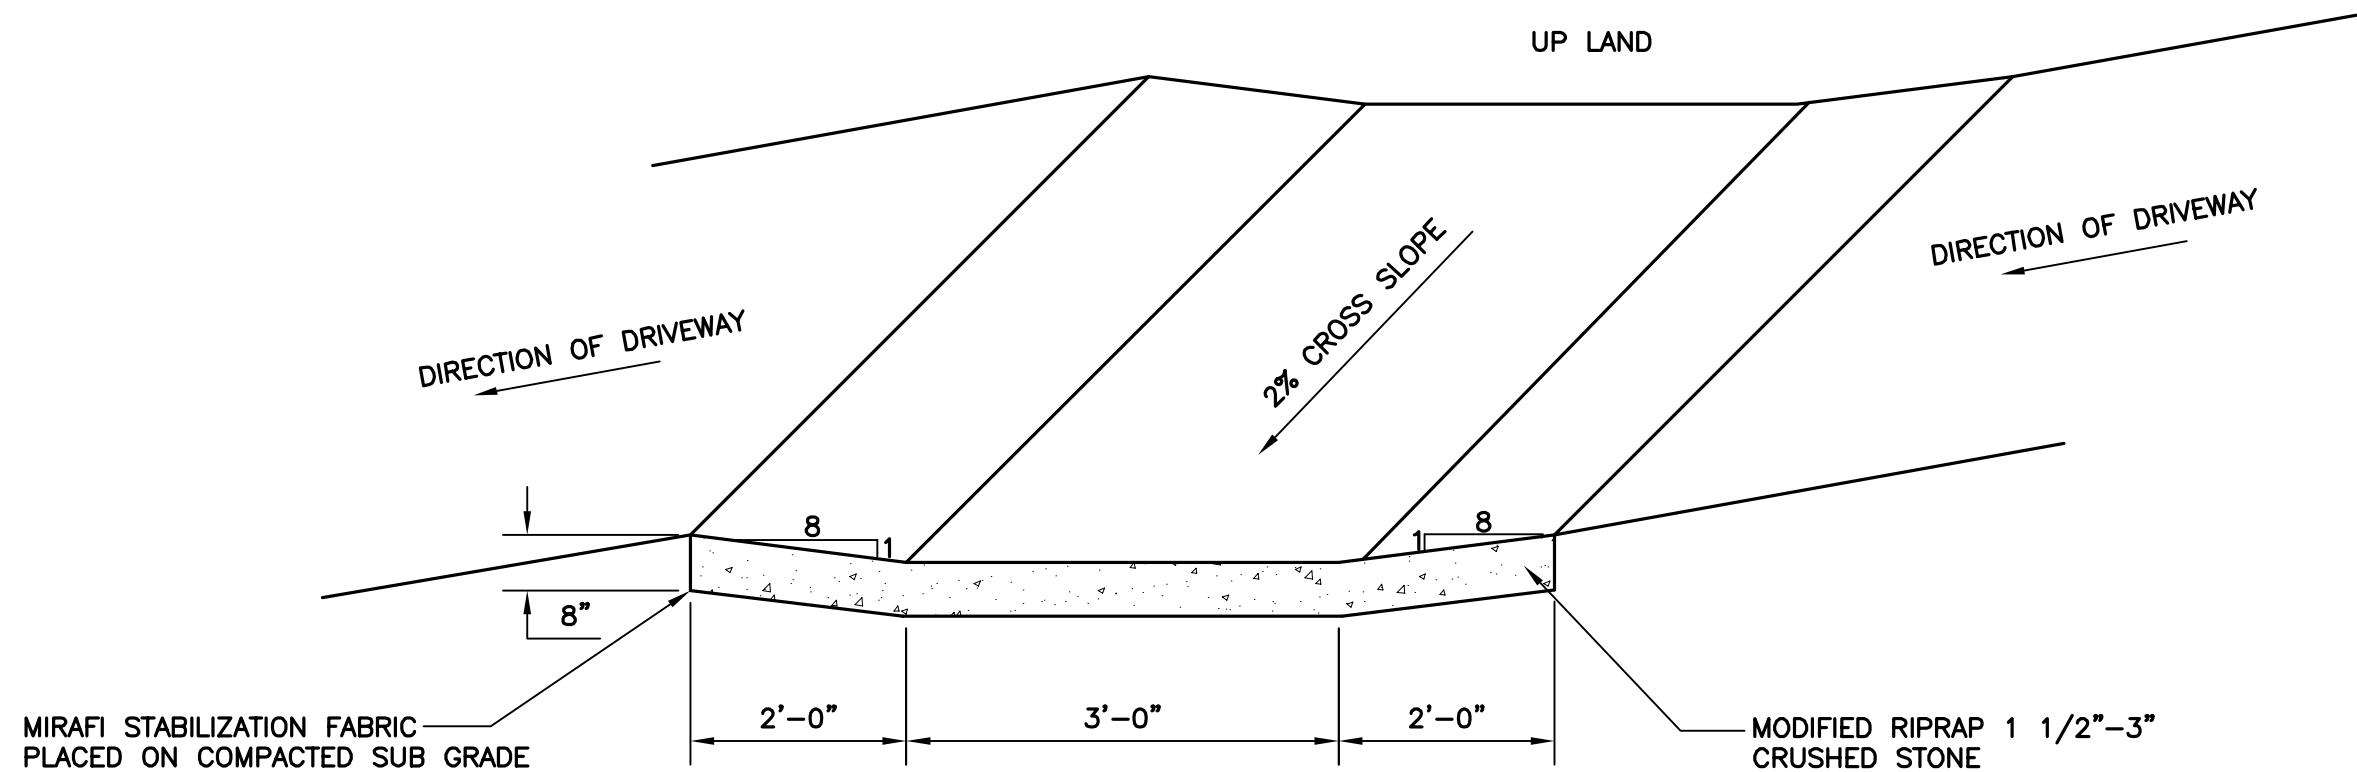 UP LAND
DIRECTION OF DRIVEWAY
2% CROSS SLOPE
DIRECTION OF DRIVEWAY
8
1
1
8
8"
2'-0"
3'-0"
2'-0"
MIRAFI STABILIZATION FABRIC
PLACED ON COMPACTED SUB GRADE
MODIFIED RIPRAP 1 1/2"-3"
CRUSHED STONE